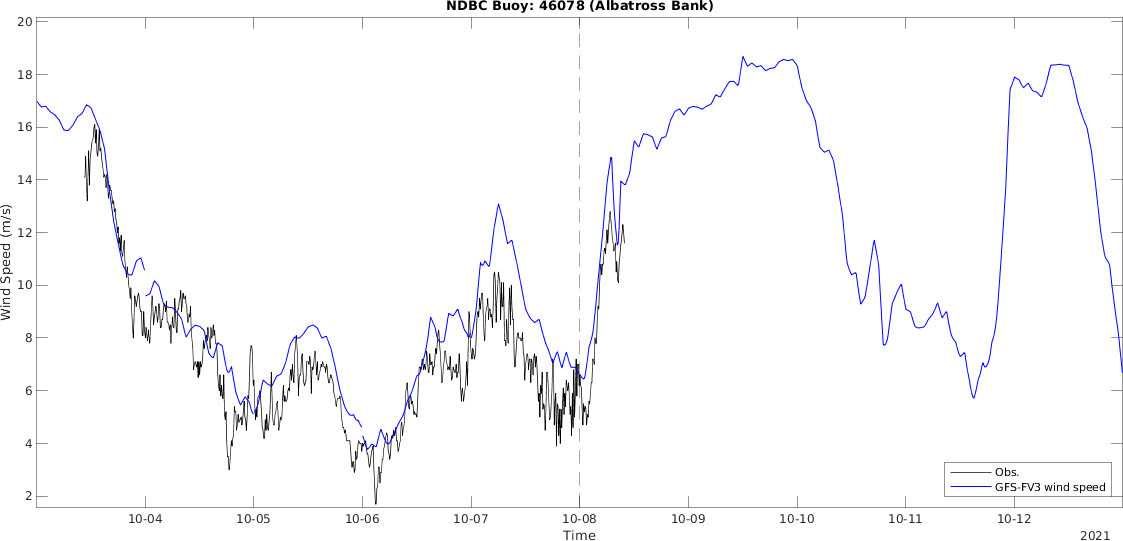 NDBC Buoy: 46078 (Albatross Bank)
20
18
16
14
12
10
8
6
4
2
Wind Speed (m/s)
Obs.
GFS-FV3 wind speed
10-04 10-05 10-06 10-07 10-08 10-09 10-10 10-11 10-12
Time
2021